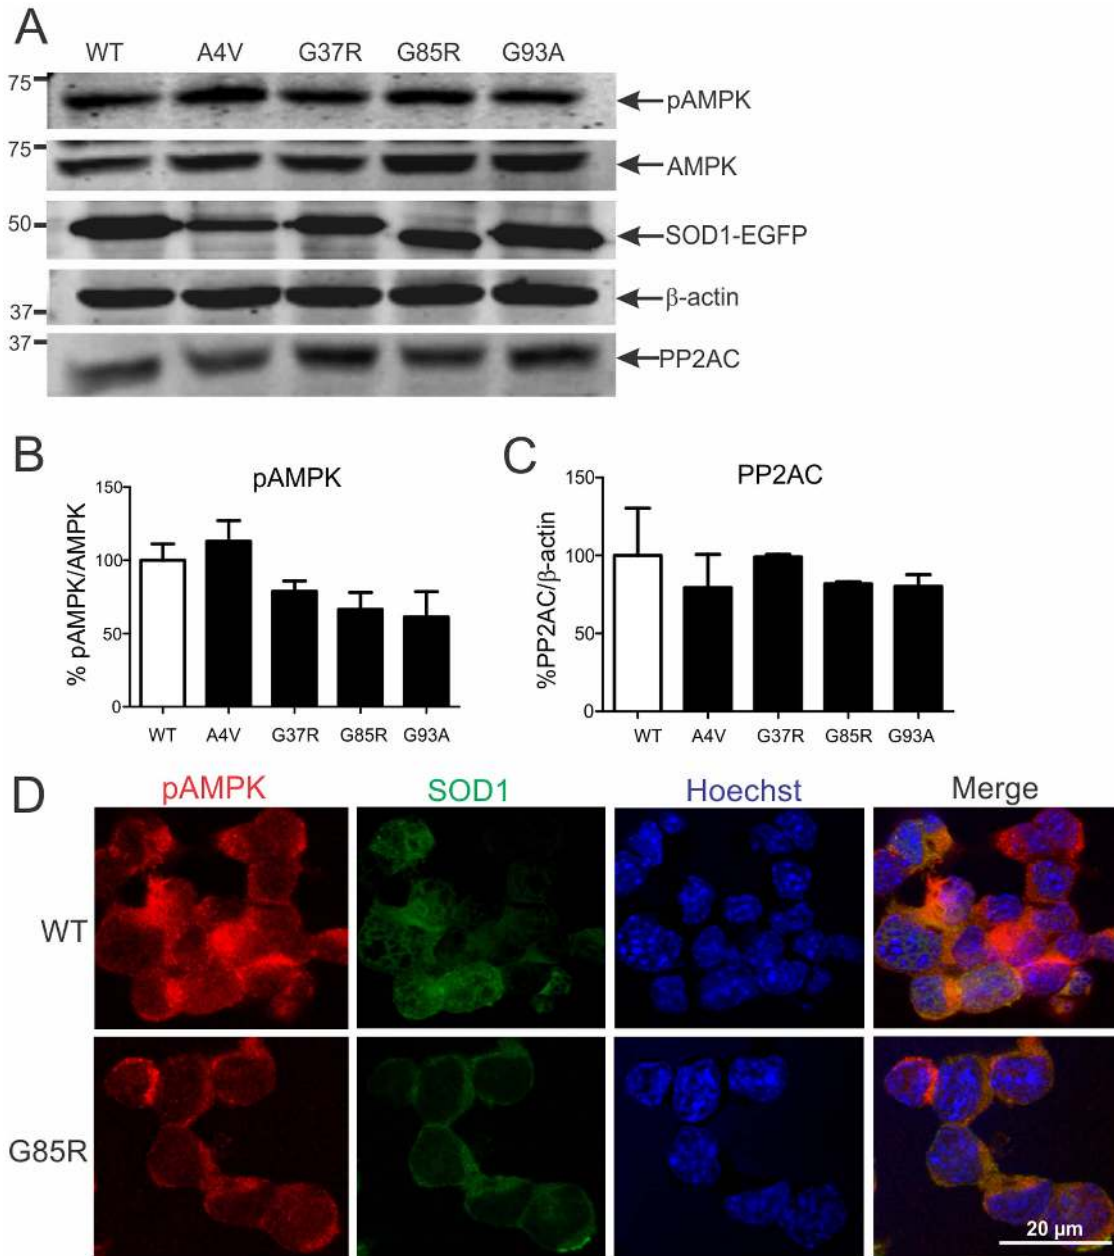 A
WT A4V G37R G85R G93A
75
pAMPK
75
AMPK
50
SOD1-EGFP
β-actin
37
37
PP2AC
B
pAMPK
% pAMPK/AMPK
150
100
50
0
WT A4V G37R G85R G93A
C
PP2AC
%PP2AC/β-actin
150
100
50
0
WT A4V G37R G85R G93A
D
pAMPK SOD1 Hoechst Merge
WT
G85R
20 µm